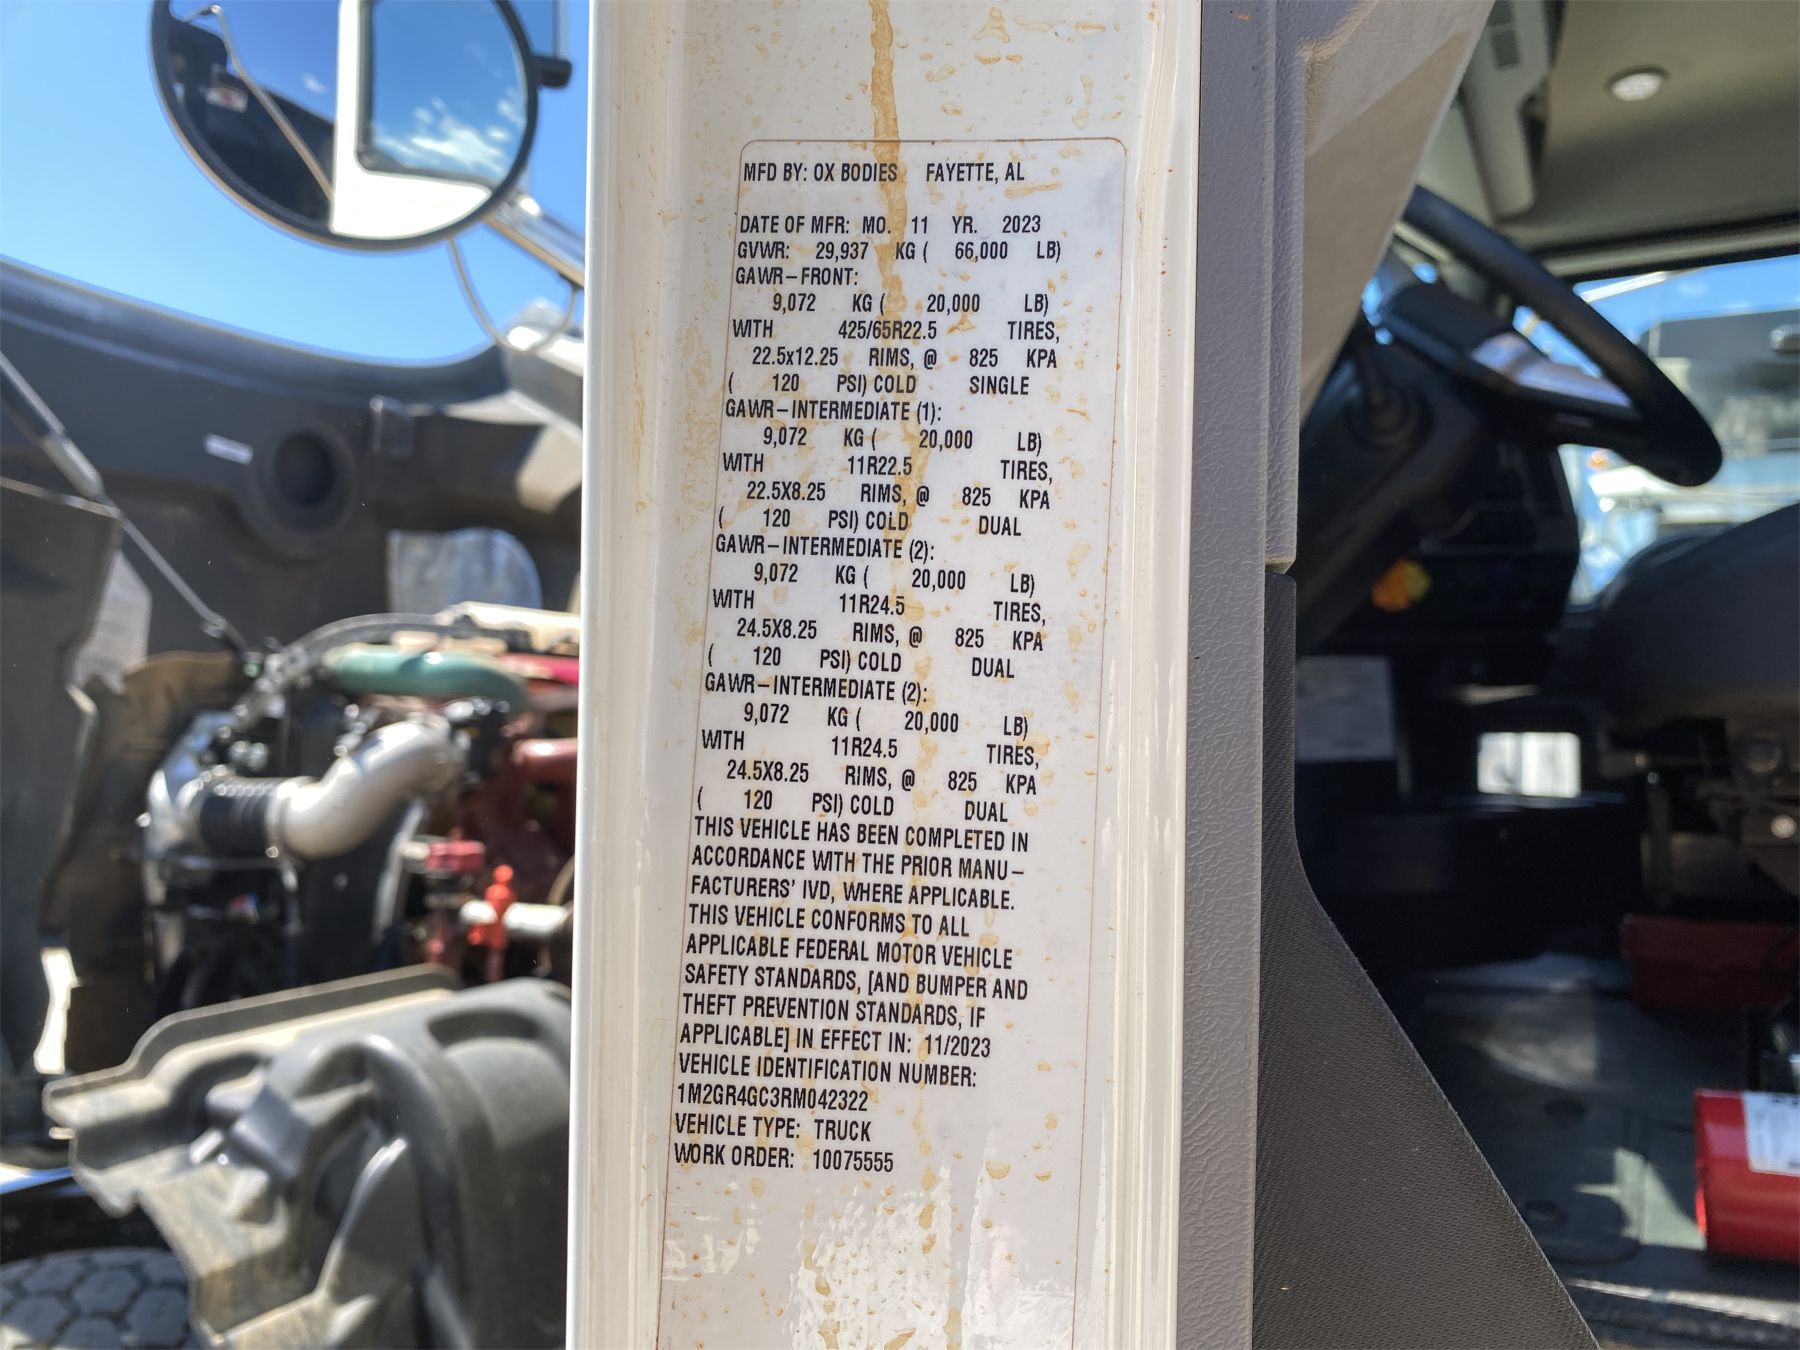 MFD BY: OX BODIES FAYETTE, AL
DATE OF MFR: MO. 11 YR. 2023
GVWR: 29,937 KG ( 66,000 LB)
GAWR-FRONT:
9,072 KG ( 20,000 LB)
WITH 425/65R22.5 TIRES,
22.5x12.25 RIMS, @ 825 KPA
( 120 PSI) COLD SINGLE
GAWR-INTERMEDIATE (1):
9,072 KG ( 20,000 LB)
WITH 11R22.5 TIRES,
22.5X8.25 RIMS, @ 825 KPA
( 120 PSI) COLD DUAL
GAWR-INTERMEDIATE (2):
9,072 KG ( 20,000 LB)
WITH 11R24.5 TIRES,
24.5X8.25 RIMS, @ 825 KPA
( 120 PSI) COLD DUAL
GAWR-INTERMEDIATE (2):
9,072 KG ( 20,000 LB)
WITH 11R24.5 TIRES,
24.5X8.25 RIMS, @ 825 KPA
( 120 PSI) COLD DUAL
THIS VEHICLE HAS BEEN COMPLETED IN
ACCORDANCE WITH THE PRIOR MANU-
FACTURERS' IVD, WHERE APPLICABLE.
THIS VEHICLE CONFORMS TO ALL
APPLICABLE FEDERAL MOTOR VEHICLE
SAFETY STANDARDS, [AND BUMPER AND
THEFT PREVENTION STANDARDS, IF
APPLICABLE] IN EFFECT IN: 11/2023
VEHICLE IDENTIFICATION NUMBER:
1M2GR4GC3RM042322
VEHICLE TYPE: TRUCK
WORK ORDER: 10075555